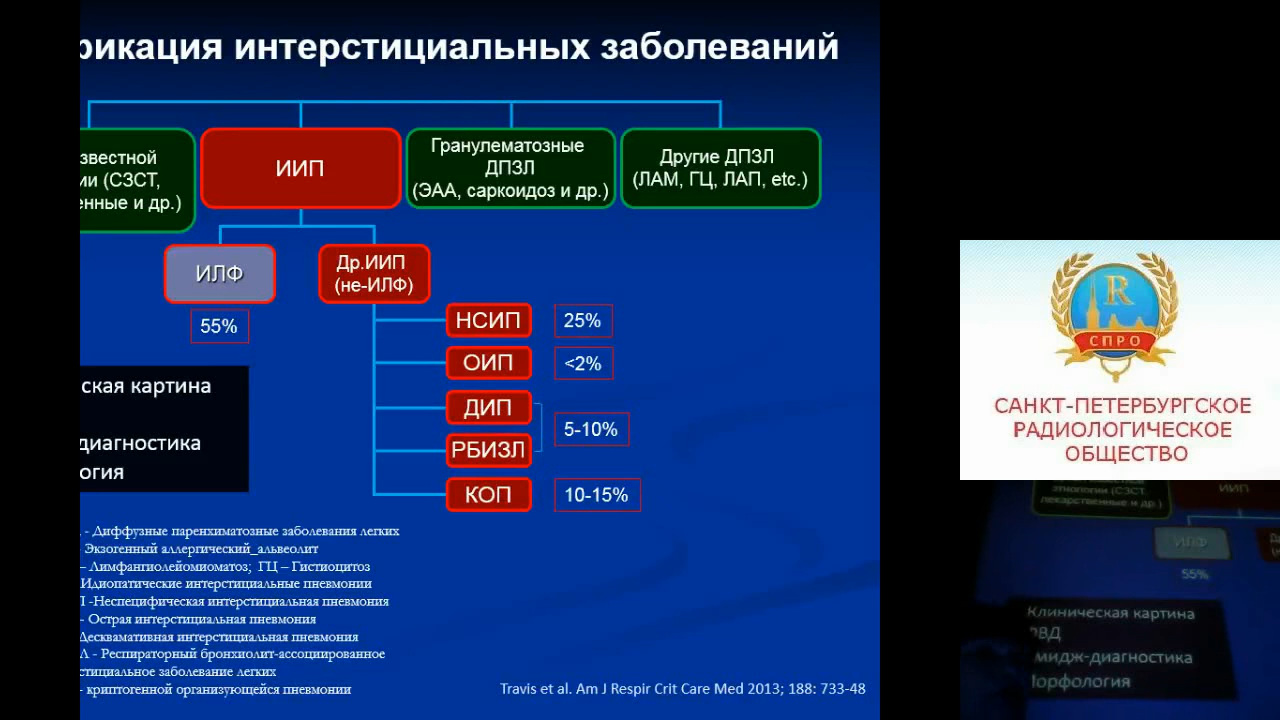 рикация интерстициальных заболеваний
звестной
ии (СЗСТ,
енные и др.)
ИИП
Гранулематозные
ДПЗЛ
(ЭАА, саркоидоз и др.)
Другие ДПЗЛ
(ЛАМ, ГЦ, ЛАП, etc.)
ИЛФ
55%
Др.ИИП
(не-ИЛФ)
НСИП 25%
ОИП <2%
ДИП
5-10%
РБИЗЛ
КОП 10-15%
ская картина
диагностика
огия
- Диффузные паренхиматозные заболевания легких
Экзогенный аллергический_альвеолит
– Лимфангиолейомиоматоз; ГЦ – Гистиоцитоз
Идиопатические интерстициальные пневмонии
-Неспецифическая интерстициальная пневмония
- Острая интерстициальная пневмония
Десквамативная интерстициальная пневмония
- Респираторный бронхиолит-ассоциированное
стициальное заболевание легких
- криптогенной организующейся пневмонии
Travis et al. Am J Respir Crit Care Med 2013; 188: 733-48
R
СПРО
САНКТ-ПЕТЕРБУРГСКОЕ
РАДИОЛОГИЧЕСКОЕ
ОБЩЕСТВО
этиологии (СЗСТ,
лекарственные и др.)
ИИП
ИЛФ
55%
Клиническая картина
ФВД
мидж-диагностика
орфология